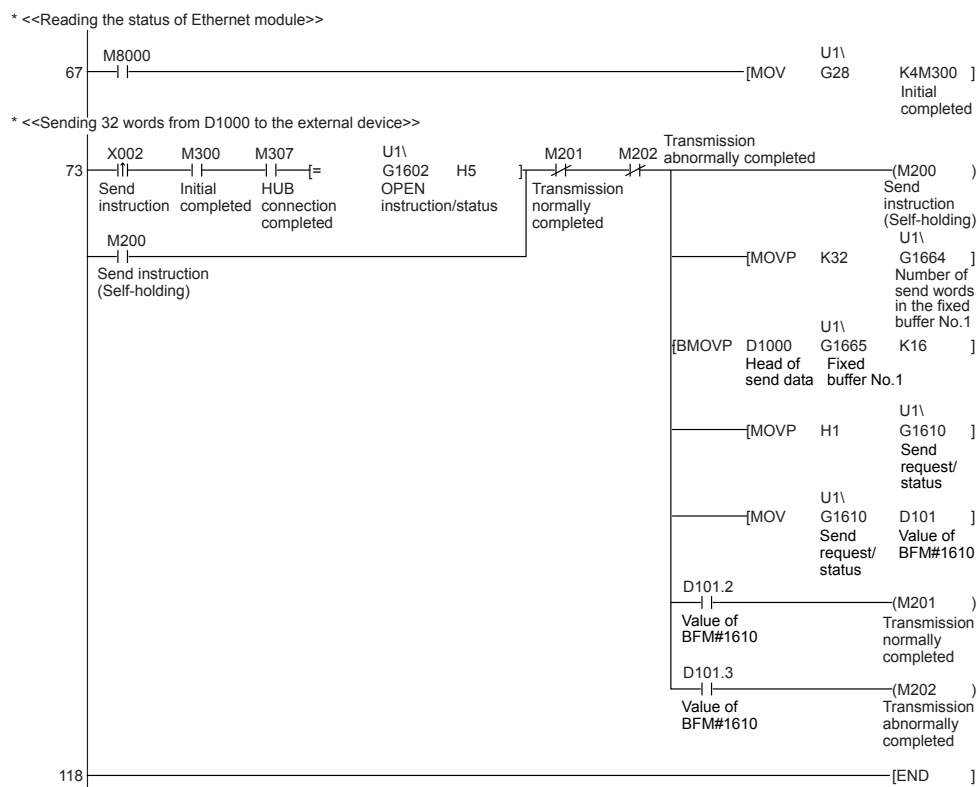 * <<Reading the status of Ethernet module>>
M8000
U1\
67
[MOV G28 K4M300 ]
Initial
completed
* <<Sending 32 words from D1000 to the external device>>
Transmission
abnormally completed
X002 M300 M307 U1\ M201 M202
73
[= G1602 H5 ]
(M200 )
Send
instruction
Initial
completed
HUB
connection
completed
OPEN
instruction/status
Transmission
normally
completed
Send
instruction
(Self-holding)
M200
Send instruction
(Self-holding)
U1\
[MOVP K32 G1664 ]
Number of
send words
in the fixed
buffer No.1
U1\
[BMOVP D1000 G1665 K16 ]
Head of
send data
Fixed
buffer No.1
U1\
[MOVP H1 G1610 ]
Send
request/
status
U1\
[MOV G1610 D101 ]
Send
request/
status
Value of
BFM#1610
D101.2
(M201 )
Value of
BFM#1610
Transmission
normally
completed
D101.3
(M202 )
Value of
BFM#1610
Transmission
abnormally
completed
118
[END ]